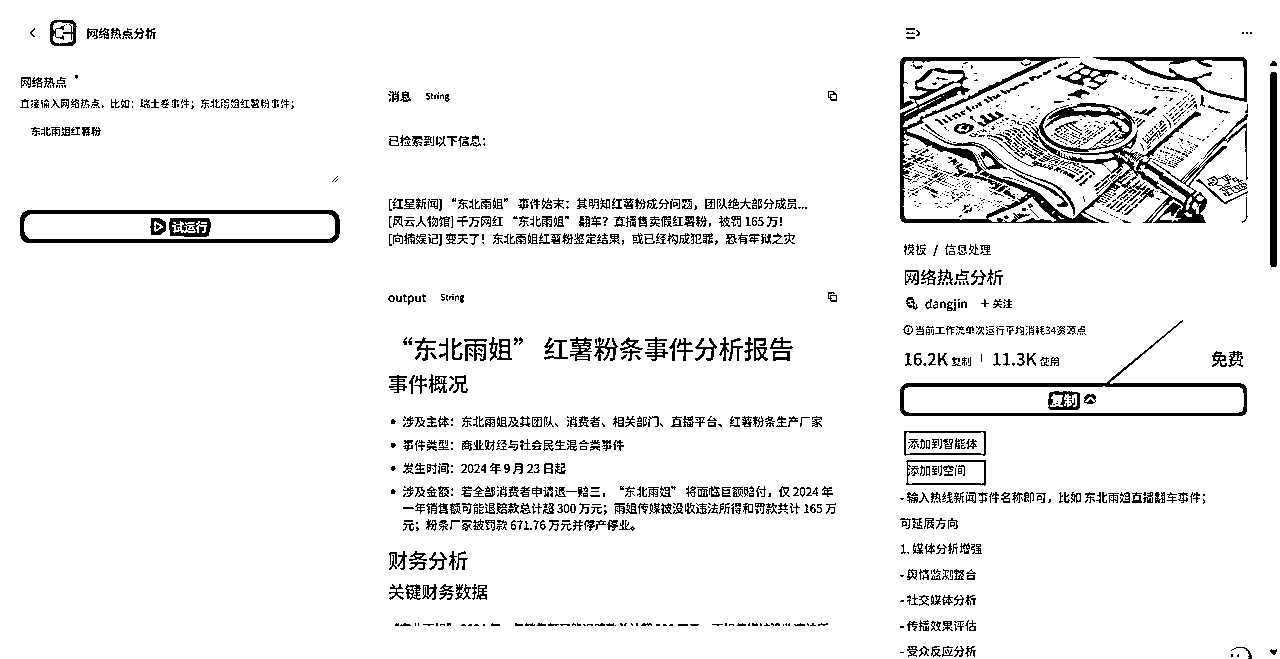 网络热点分析
网络热点 *
直接输入网络热点，比如：瑞士卷事件；东北雨姐红薯粉事件；
东北雨姐红薯粉
试运行
消息 String
已检索到以下信息：
[红星新闻] “东北雨姐” 事件始末：其明知红薯粉成分问题，团队绝大部分成员...
[风云人物馆] 千万网红 “东北雨姐” 翻车？直播售卖假红薯粉，被罚 165 万！
[向楠娱记] 变天了！东北雨姐红薯粉鉴定结果，或已经构成犯罪，恐有牢狱之灾
output String
“东北雨姐” 红薯粉条事件分析报告
事件概况
• 涉及主体：东北雨姐及其团队、消费者、相关部门、直播平台、红薯粉条生产厂家
• 事件类型：商业财经与社会民生混合类事件
• 发生时间：2024 年 9 月 23 日起
• 涉及金额：若全部消费者申请退一赔三，“东北雨姐” 将面临巨额赔付，仅 2024 年
一年销售额可能退赔款总计超 300 万元；雨姐传媒被没收违法所得和罚款共计 165 万
元；粉条厂家被罚款 671.76 万元并停产停业。
财务分析
关键财务数据
模板 / 信息处理
网络热点分析
dangjin + 关注
当前工作流单次运行平均消耗34资源点
16.2K 复制 | 11.3K 使用 免费
复制
添加到智能体
添加到空间
- 输入热线新闻事件名称即可，比如 东北雨姐直播翻车事件；
可延展方向
1. 媒体分析增强
- 舆情监测整合
- 社交媒体分析
- 传播效果评估
- 受众反应分析